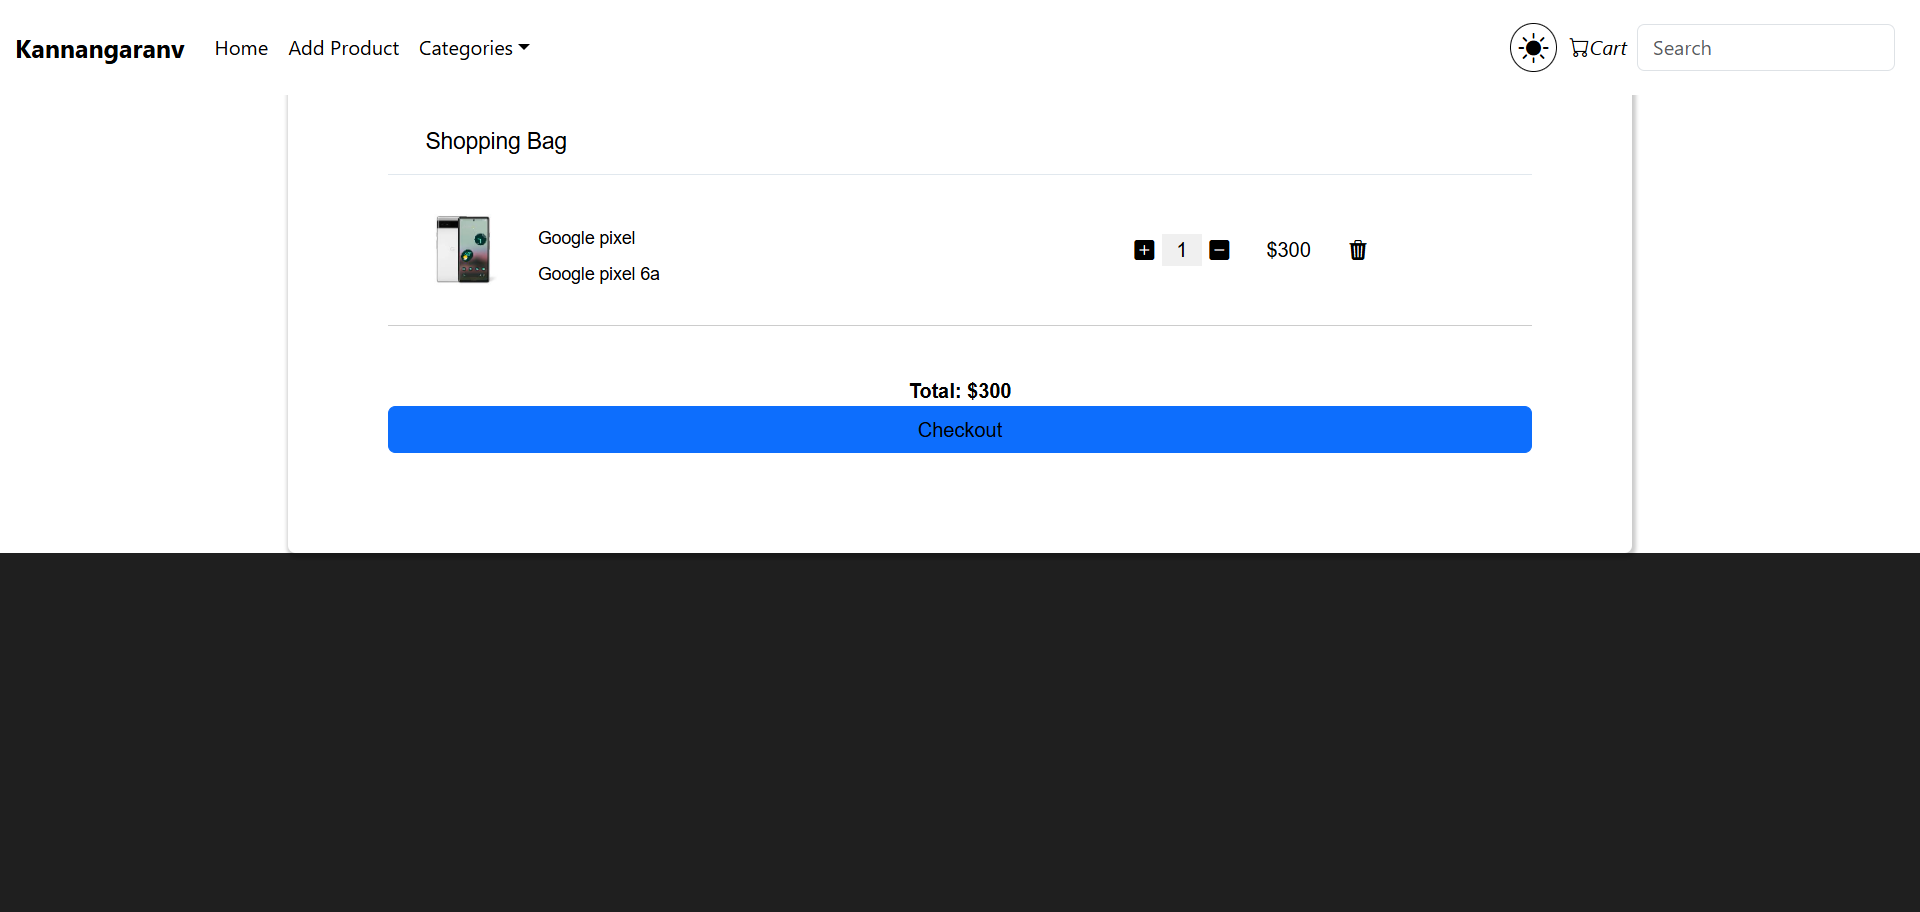 Kannangaranv Home Add Product Categories Cart Search
Shopping Bag
Google pixel
Google pixel 6a
1 $300
Total: $300
Checkout